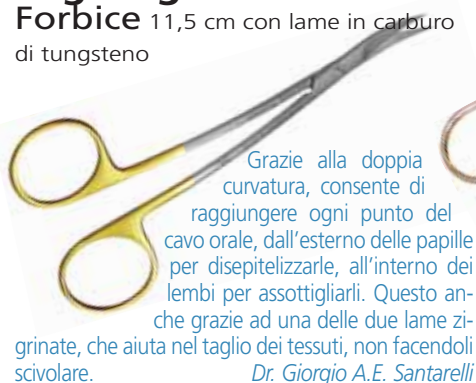 Forbice 11,5 cm con lame in carburo
di tungsteno
Grazie alla doppia
curvatura, consente di
raggiungere ogni punto del
cavo orale, dall'esterno delle papille
per disepitelizzarle, all'interno dei
lembi per assottigliarli. Questo an-
che grazie ad una delle due lame zi-
grinate, che aiuta nel taglio dei tessuti, non facendoli
scivolare. Dr. Giorgio A.E. Santarelli